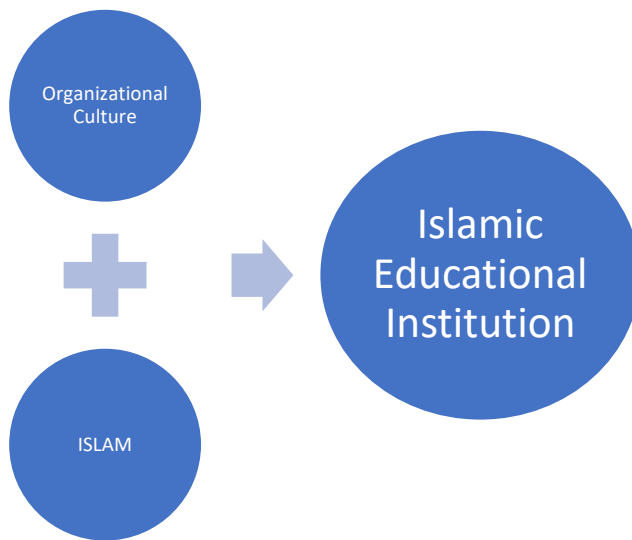 Organizational
Culture
Islamic
Educational
Institution
ISLAM